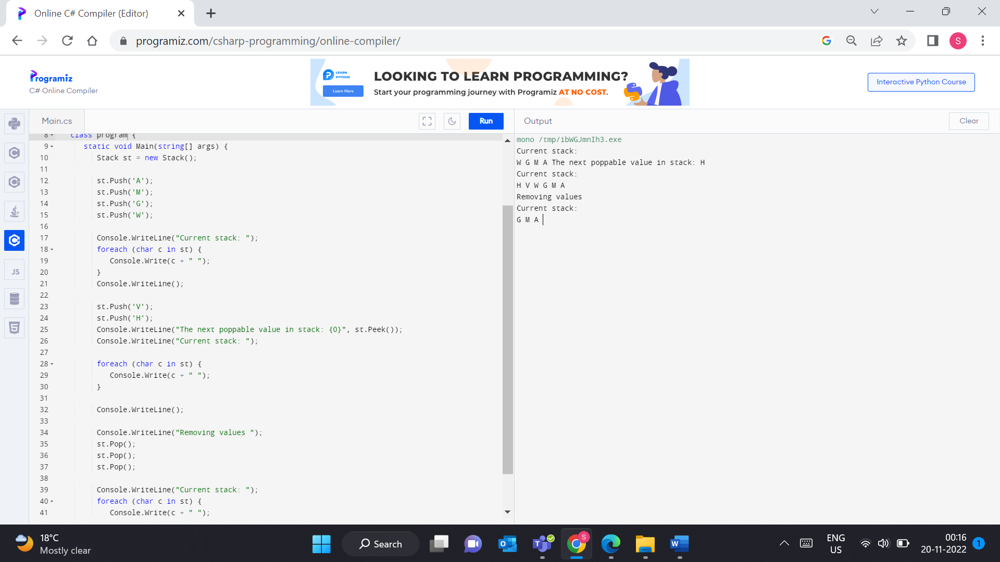 Online C# Compiler (Editor)
programiz.com/csharp-programming/online-compiler/
S
Programiz
C# Online Compiler
LEARN
PYTHON
Learn More
LOOKING TO LEARN PROGRAMMING?
Start your programming journey with Programiz AT NO COST.
Interactive Python Course
Main.cs
Run
Output
Clear
8 class program {
9 static void Main(string[] args) {
10 Stack st = new Stack();
11
12 st.Push('A');
13 st.Push('M');
14 st.Push('G');
15 st.Push('W');
16
17 Console.WriteLine("Current stack: ");
18 foreach (char c in st) {
19 Console.Write(c + " ");
20 }
21 Console.WriteLine();
22
23 st.Push('V');
24 st.Push('H');
25 Console.WriteLine("The next poppable value in stack: {0}", st.Peek());
26 Console.WriteLine("Current stack: ");
27
28 foreach (char c in st) {
29 Console.Write(c + " ");
30 }
31
32 Console.WriteLine();
33
34 Console.WriteLine("Removing values ");
35 st.Pop();
36 st.Pop();
37 st.Pop();
38
39 Console.WriteLine("Current stack: ");
40 foreach (char c in st) {
41 Console.Write(c + " ");
mono /tmp/ibWGJmnIh3.exe
Current stack:
W G M A The next poppable value in stack: H
Current stack:
H V W G M A
Removing values
Current stack:
G M A
JS
18°C
Mostly clear
Search
S
ENG
US
00:16
20-11-2022
1